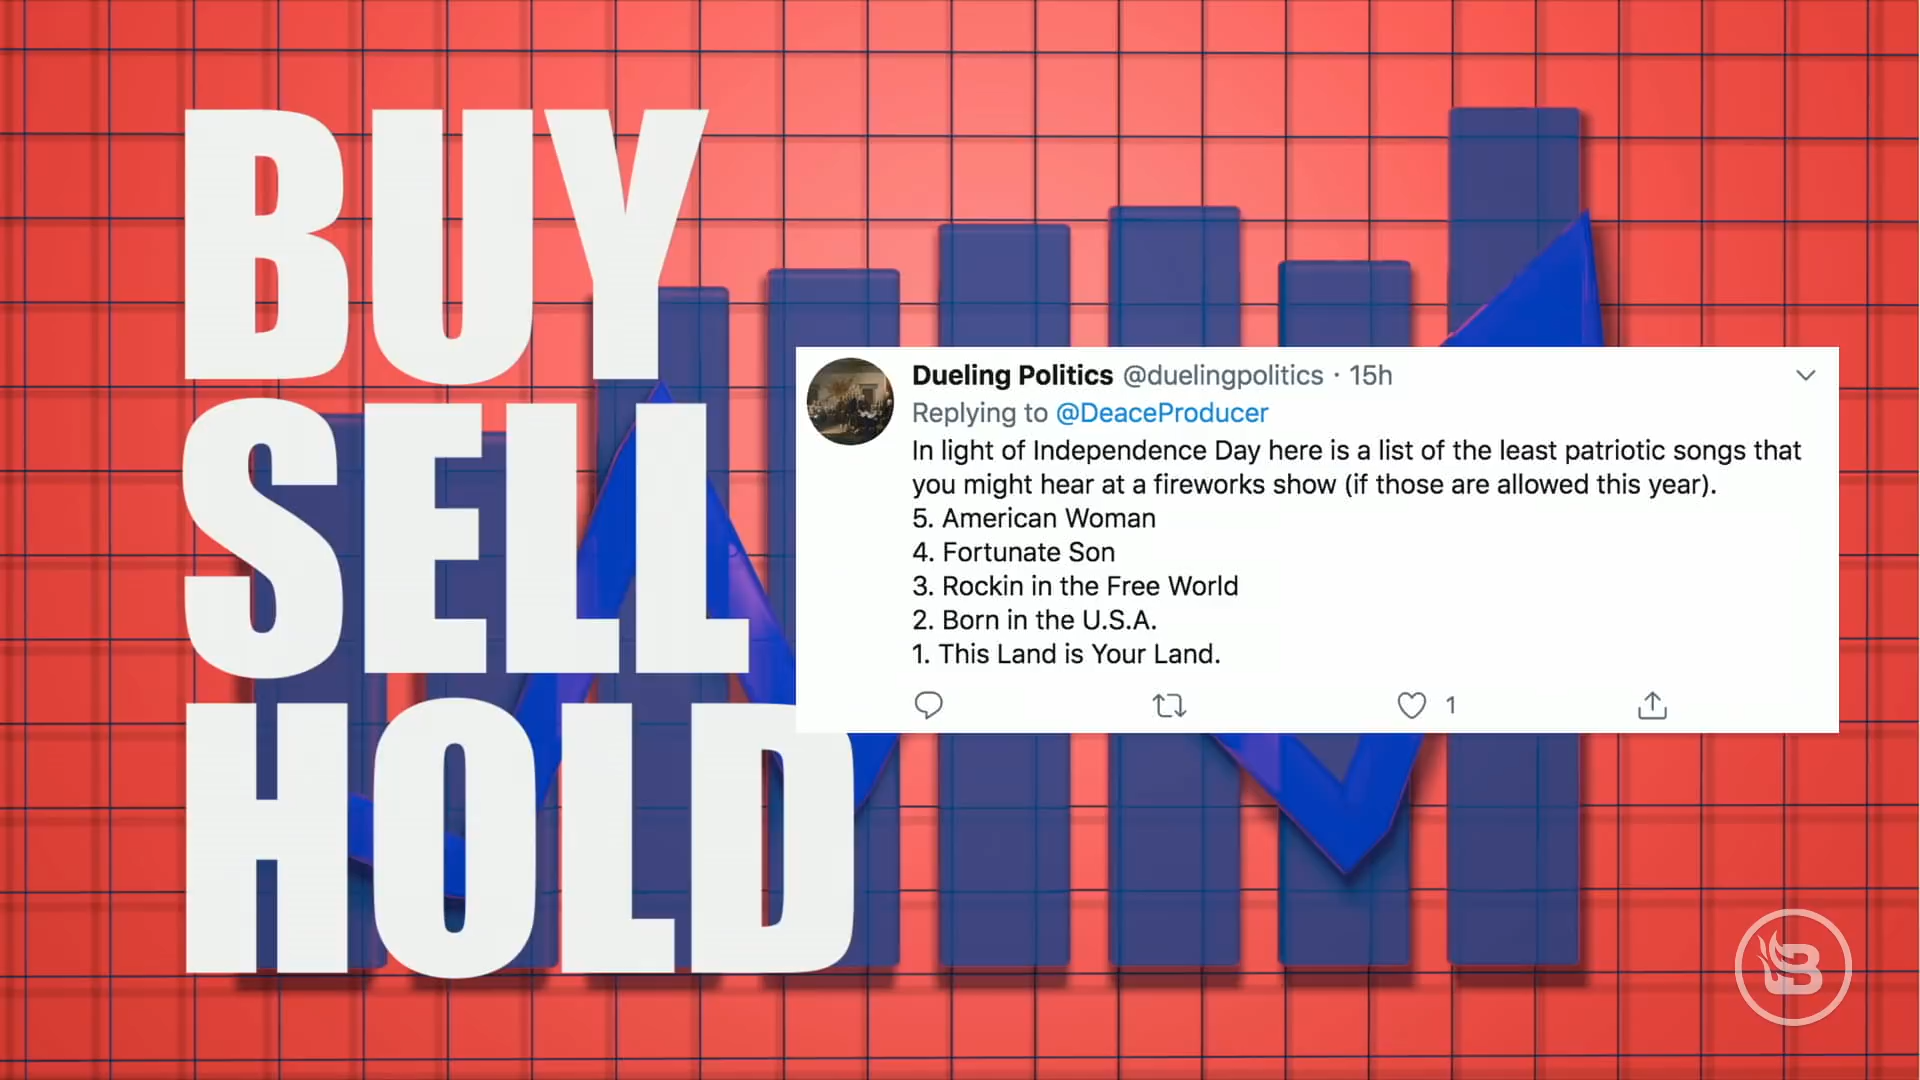 BUY
SELL
HOLD
Dueling Politics @duelingpolitics · 15h
Replying to @DeaceProducer
In light of Independence Day here is a list of the least patriotic songs that
you might hear at a fireworks show (if those are allowed this year).
5. American Woman
4. Fortunate Son
3. Rockin in the Free World
2. Born in the U.S.A.
1. This Land is Your Land.
1
B